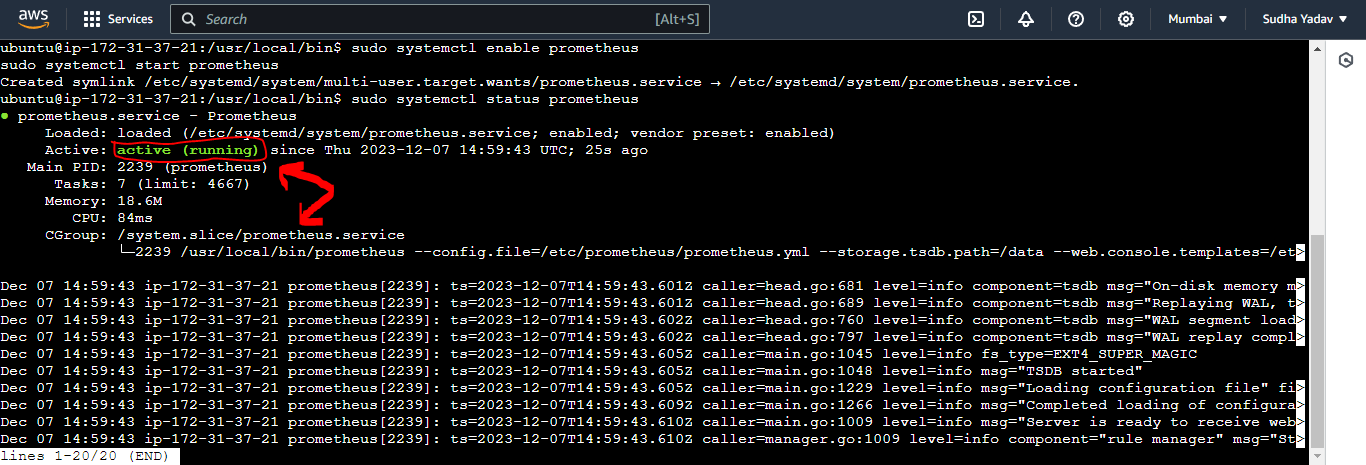 aws Services Search [Alt+S] Mumbai Sudha Yadav
ubuntu@ip-172-31-37-21:/usr/local/bin$ sudo systemctl enable prometheus
sudo systemctl start prometheus
Created symlink /etc/systemd/system/multi-user.target.wants/prometheus.service → /etc/systemd/system/prometheus.service.
ubuntu@ip-172-31-37-21:/usr/local/bin$ sudo systemctl status prometheus
● prometheus.service - Prometheus
Loaded: loaded (/etc/systemd/system/prometheus.service; enabled; vendor preset: enabled)
Active: active (running) since Thu 2023-12-07 14:59:43 UTC; 25s ago
Main PID: 2239 (prometheus)
Tasks: 7 (limit: 4667)
Memory: 18.6M
CPU: 84ms
CGroup: /system.slice/prometheus.service
└─2239 /usr/local/bin/prometheus --config.file=/etc/prometheus/prometheus.yml --storage.tsdb.path=/data --web.console.templates=/et>
Dec 07 14:59:43 ip-172-31-37-21 prometheus[2239]: ts=2023-12-07T14:59:43.601Z caller=head.go:681 level=info component=tsdb msg="On-disk memory m>
Dec 07 14:59:43 ip-172-31-37-21 prometheus[2239]: ts=2023-12-07T14:59:43.601Z caller=head.go:689 level=info component=tsdb msg="Replaying WAL, t>
Dec 07 14:59:43 ip-172-31-37-21 prometheus[2239]: ts=2023-12-07T14:59:43.602Z caller=head.go:760 level=info component=tsdb msg="WAL segment load>
Dec 07 14:59:43 ip-172-31-37-21 prometheus[2239]: ts=2023-12-07T14:59:43.602Z caller=head.go:797 level=info component=tsdb msg="WAL replay compl>
Dec 07 14:59:43 ip-172-31-37-21 prometheus[2239]: ts=2023-12-07T14:59:43.605Z caller=main.go:1045 level=info fs_type=EXT4_SUPER_MAGIC
Dec 07 14:59:43 ip-172-31-37-21 prometheus[2239]: ts=2023-12-07T14:59:43.605Z caller=main.go:1048 level=info msg="TSDB started"
Dec 07 14:59:43 ip-172-31-37-21 prometheus[2239]: ts=2023-12-07T14:59:43.605Z caller=main.go:1229 level=info msg="Loading configuration file" fi>
Dec 07 14:59:43 ip-172-31-37-21 prometheus[2239]: ts=2023-12-07T14:59:43.609Z caller=main.go:1266 level=info msg="Completed loading of configura>
Dec 07 14:59:43 ip-172-31-37-21 prometheus[2239]: ts=2023-12-07T14:59:43.610Z caller=main.go:1009 level=info msg="Server is ready to receive web>
Dec 07 14:59:43 ip-172-31-37-21 prometheus[2239]: ts=2023-12-07T14:59:43.610Z caller=manager.go:1009 level=info component="rule manager" msg="St>
lines 1-20/20 (END)